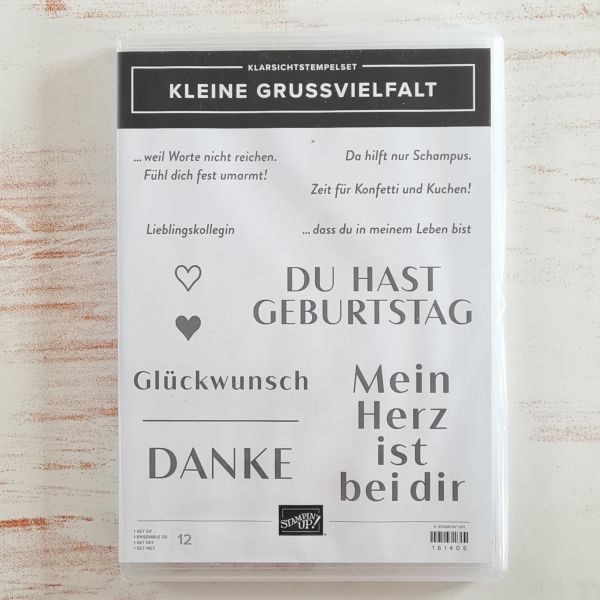 KLARSICHTSTEMPELSET
KLEINE GRUSSVIELFALT
... weil Worte nicht reichen.
Fühl dich fest umarmt!
Da hilft nur Schampus.
Zeit für Konfetti und Kuchen!
Lieblingskollegin
... dass du in meinem Leben bist
DU HAST
GEBURTSTAG
Glückwunsch
DANKE
Mein
Herz
ist
bei dir
STAMPIN' UP!
1 SET OF
1 ENSEMBLE DE
1 SET MIT
1 SET MET
12
© STAMPIN' UP!
161405